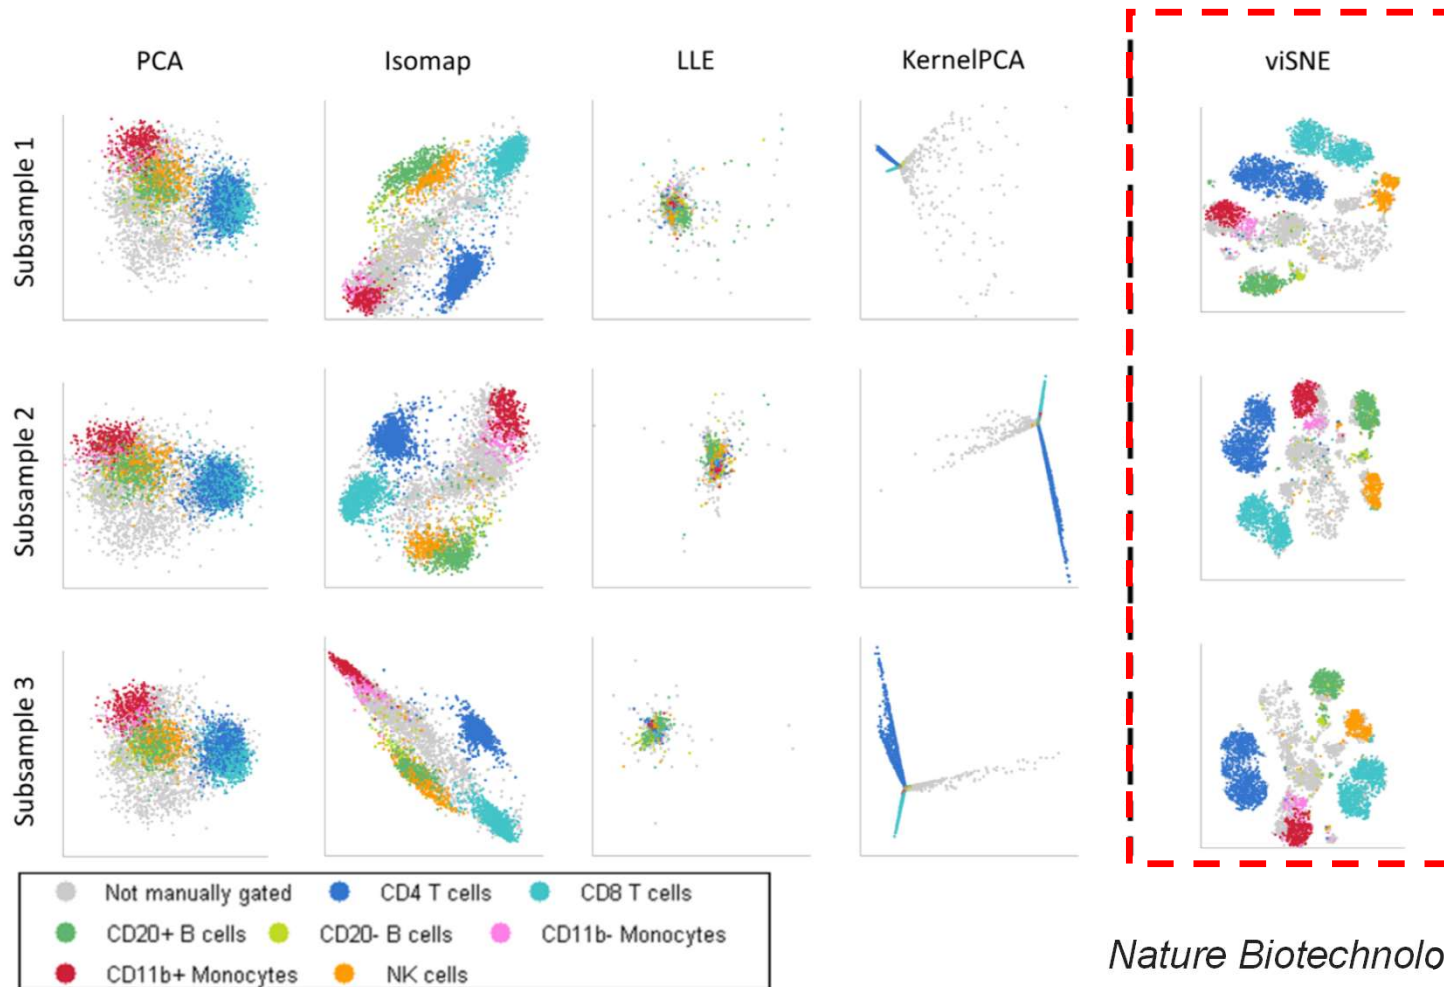 PCA Isomap LLE KernelPCA viSNE
Subsample 1
Subsample 2
Subsample 3
Not manually gated CD4 T cells CD8 T cells
CD20+ B cells CD20- B cells CD11b- Monocytes
CD11b+ Monocytes NK cells
Nature Biotechnolo